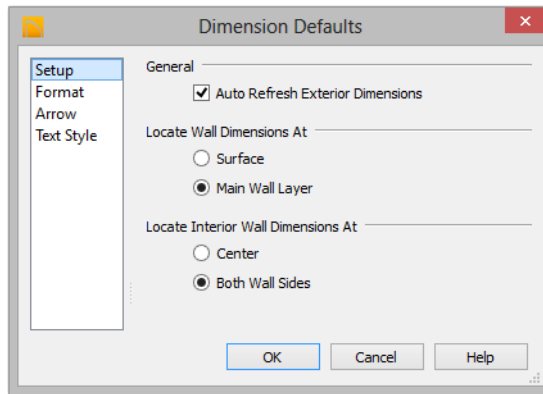 Dimension Defaults
Setup
Format
Arrow
Text Style
General
Auto Refresh Exterior Dimensions
Locate Wall Dimensions At
Surface
Main Wall Layer
Locate Interior Wall Dimensions At
Center
Both Wall Sides
OK Cancel Help